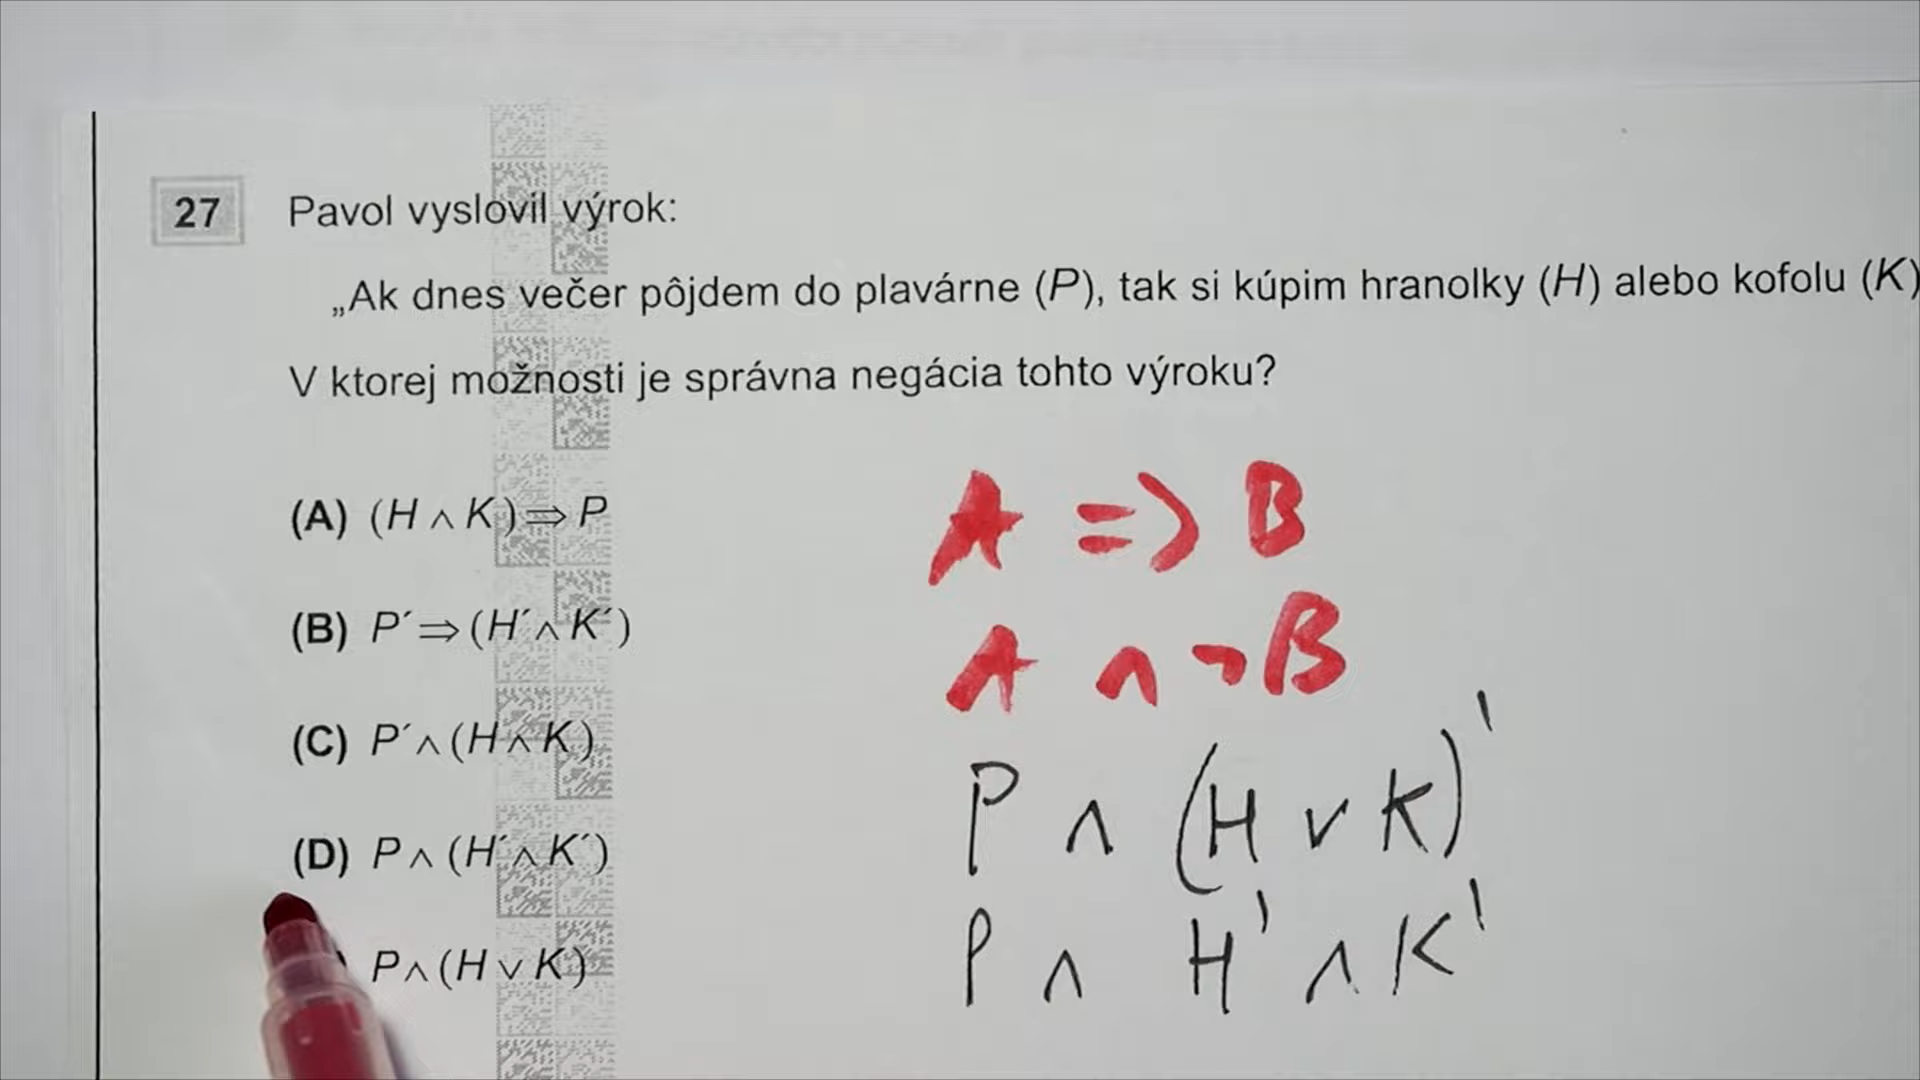 27 Pavol vyslovil výrok:
„Ak dnes večer pôjdem do plavárne (P), tak si kúpim hranolky (H) alebo kofolu (K)
V ktorej možnosti je správna negácia tohto výroku?
(A) (H ∧ K) ⇒ P
(B) P´ ⇒ (H´ ∧ K´)
(C) P´ ∧ (H ∧ K)
(D) P ∧ (H´ ∧ K´)
) P ∧ (H ∨ K)
A => B
A ∧ ¬B
P ∧ (H ∨ K)'
P ∧ H' ∧ K'